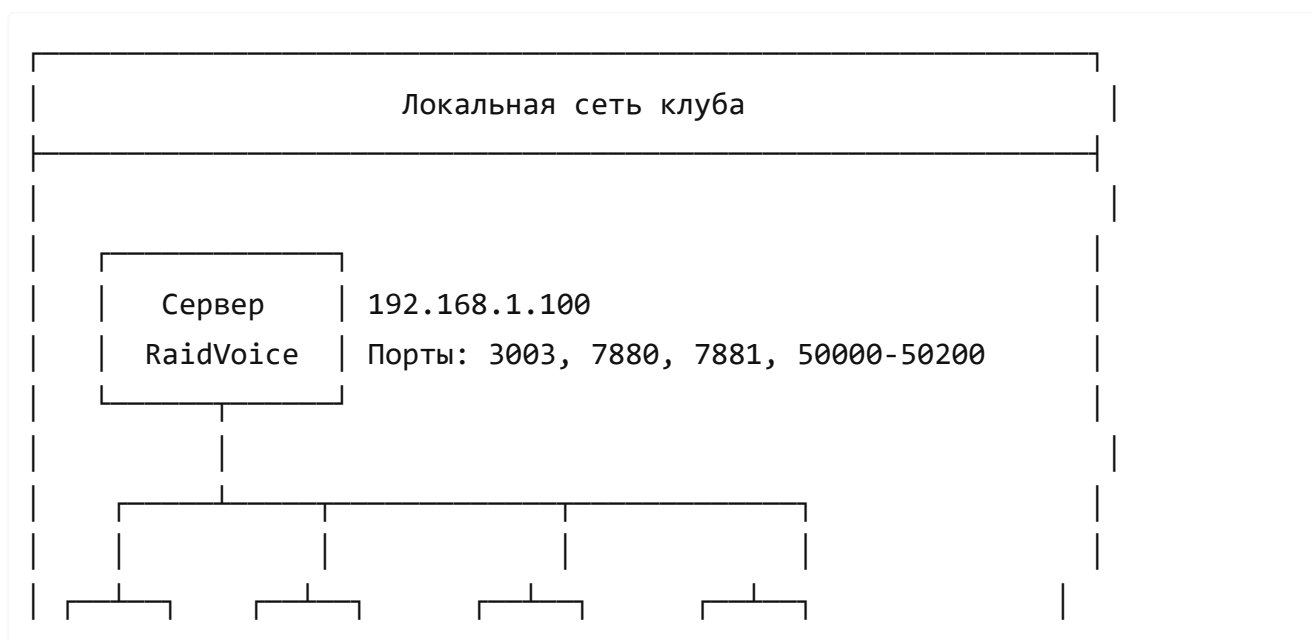 Локальная сеть клуба
Сервер 192.168.1.100
RaidVoice Порты: 3003, 7880, 7881, 50000-50200